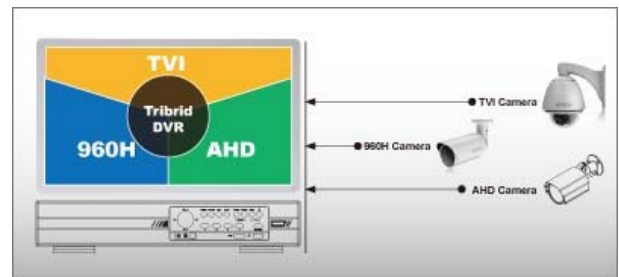 TVI
Tribrid
DVR
960H
AHD
TVI Camera
960H Camera
AHD Camera